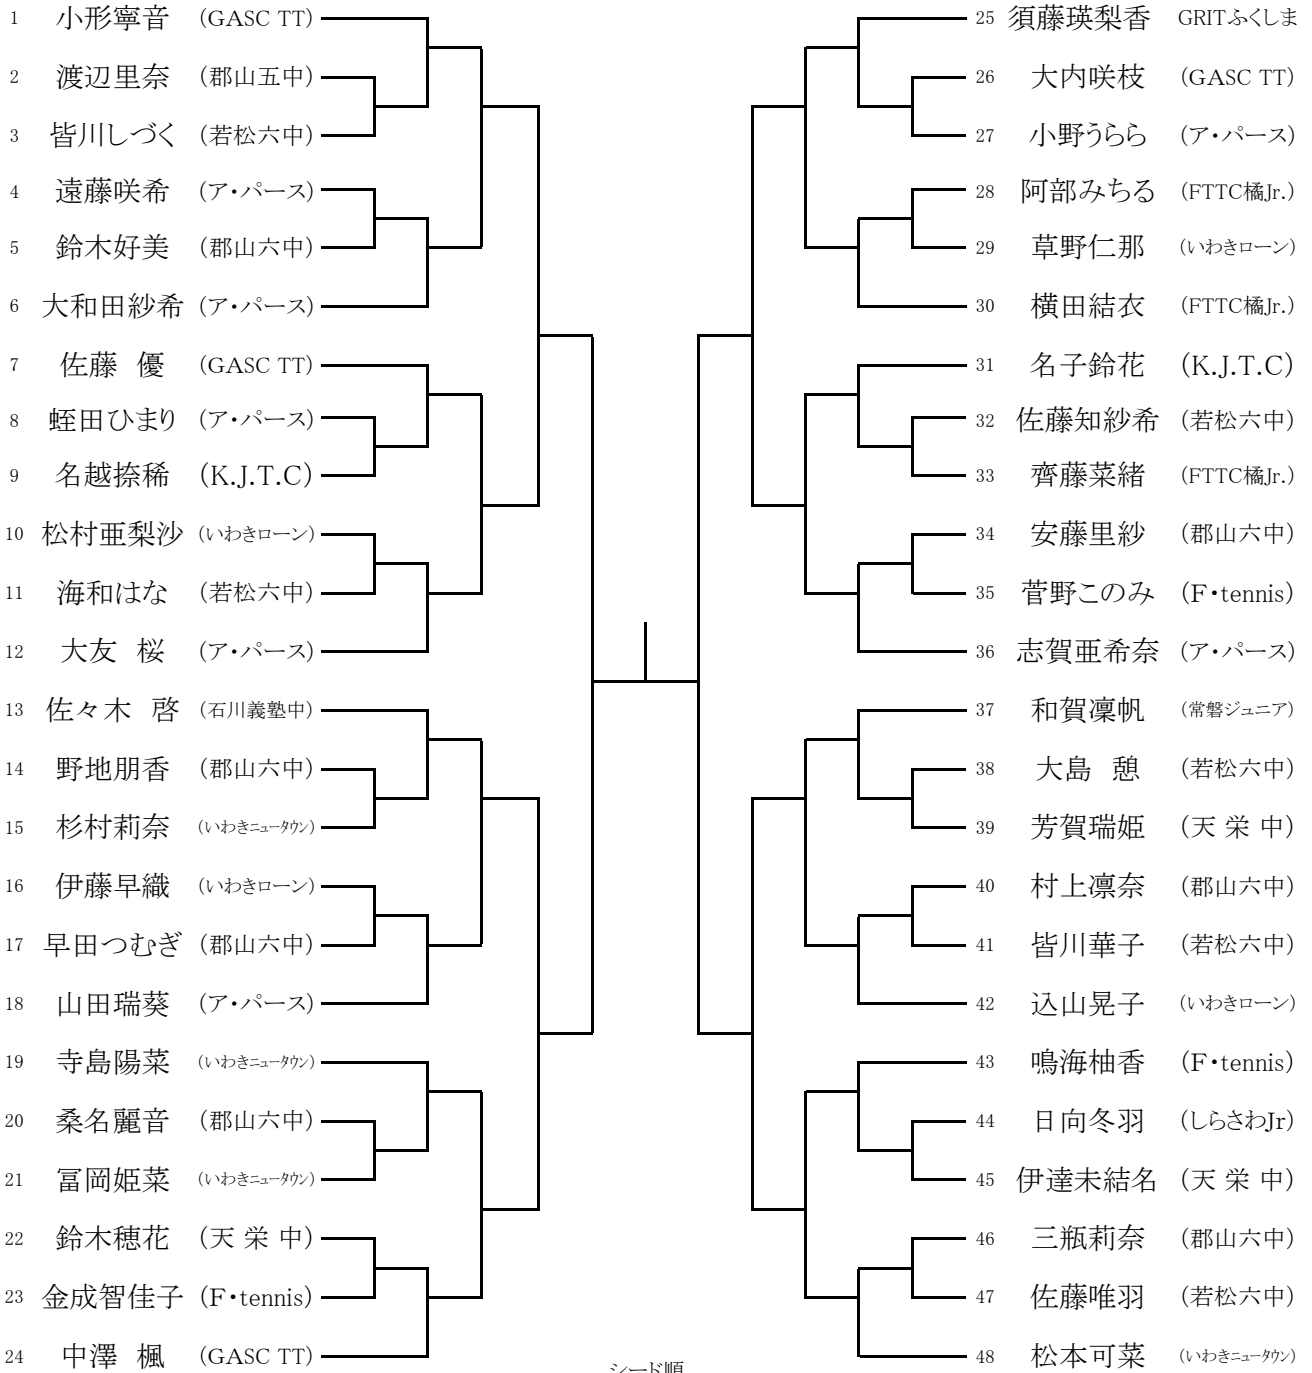 1 小形寧音 (GASC TT)
2 渡辺里奈 (郡山五中)
3 皆川しづく (若松六中)
4 遠藤咲希 (ア・パース)
5 鈴木好美 (郡山六中)
6 大和田紗希 (ア・パース)
7 佐藤 優 (GASC TT)
8 蛭田ひまり (ア・パース)
9 名越捺稀 (K.J.T.C)
10 松村亜梨沙 (いわきローン)
11 海和はな (若松六中)
12 大友 桜 (ア・パース)
13 佐々木 啓 (石川義塾中)
14 野地朋香 (郡山六中)
15 杉村莉奈 (いわきニュータウン)
16 伊藤早織 (いわきローン)
17 早田つむぎ (郡山六中)
18 山田瑞葵 (ア・パース)
19 寺島陽菜 (いわきニュータウン)
20 桑名麗音 (郡山六中)
21 冨岡姫菜 (いわきニュータウン)
22 鈴木穂花 (天 栄 中)
23 金成智佳子 (F・tennis)
24 中澤 楓 (GASC TT)
25 須藤瑛梨香 GRITふくしま
26 大内咲枝 (GASC TT)
27 小野うらら (ア・パース)
28 阿部みちる (FTTC橘Jr.)
29 草野仁那 (いわきローン)
30 横田結衣 (FTTC橘Jr.)
31 名子鈴花 (K.J.T.C)
32 佐藤知紗希 (若松六中)
33 齊藤菜緒 (FTTC橘Jr.)
34 安藤里紗 (郡山六中)
35 菅野このみ (F・tennis)
36 志賀亜希奈 (ア・パース)
37 和賀凜帆 (常磐ジュニア)
38 大島 憩 (若松六中)
39 芳賀瑞姫 (天 栄 中)
40 村上凛奈 (郡山六中)
41 皆川華子 (若松六中)
42 込山晃子 (いわきローン)
43 鳴海柚香 (F・tennis)
44 日向冬羽 (しらさわJr)
45 伊達未結名 (天 栄 中)
46 三瓶莉奈 (郡山六中)
47 佐藤唯羽 (若松六中)
48 松本可菜 (いわきニュータウン)
シード順